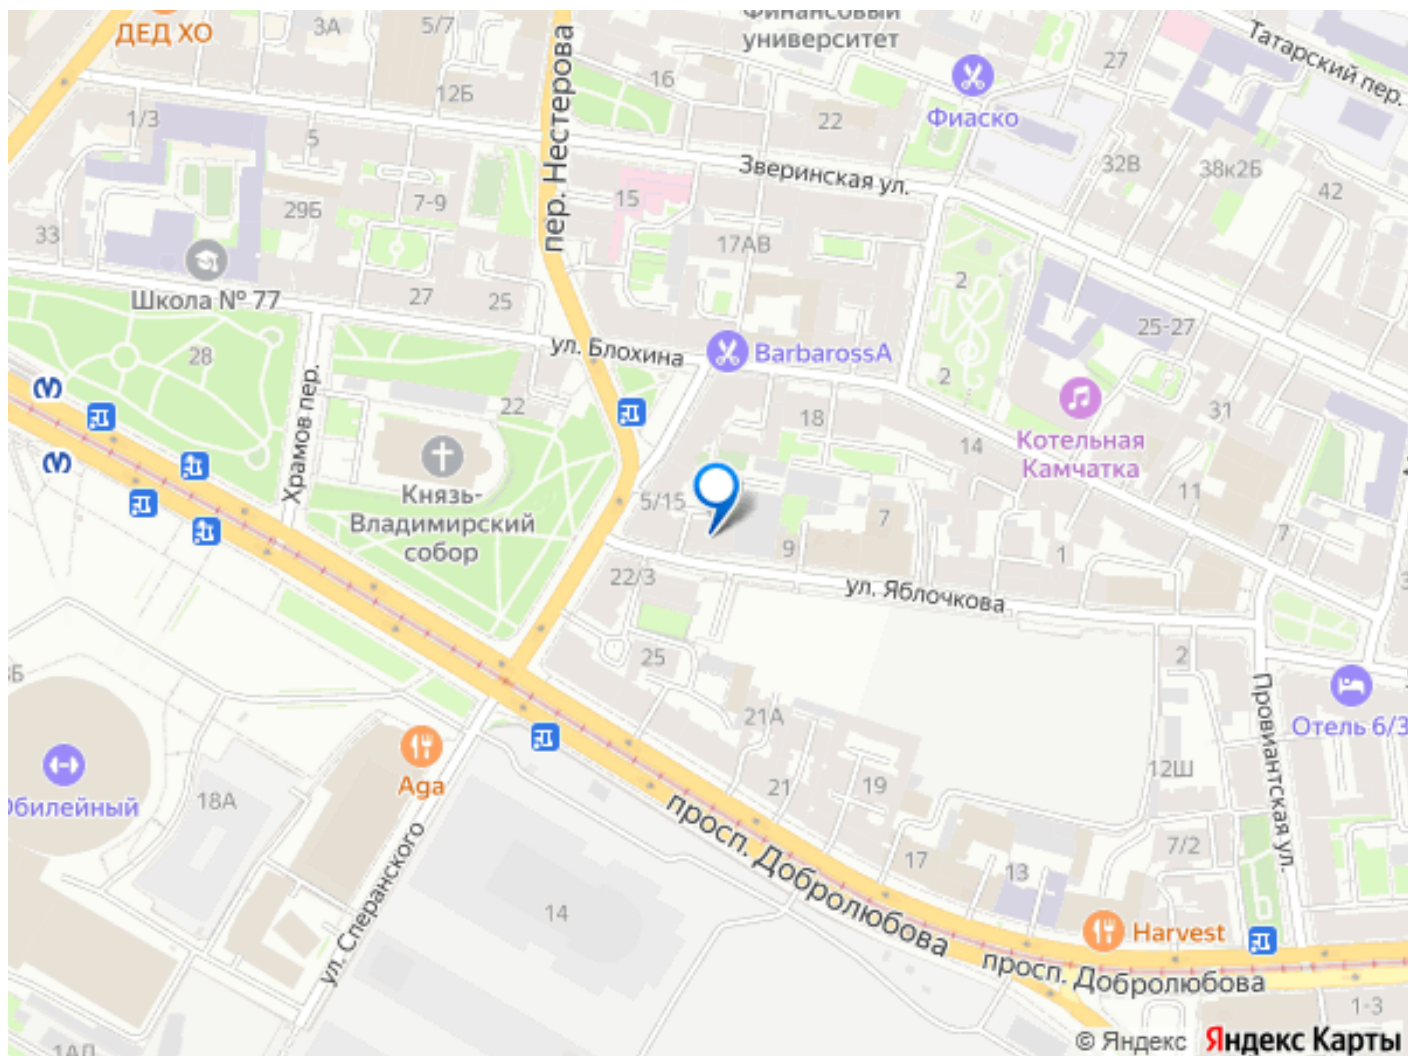 ДЕД ХО
3А
5/7
Финансовый
университет
Татарский пер.
27
16
12Б
пер. Нестерова
Фиаско
22
1/3
5
Зверинская ул.
32В
38к2Б
42
15
7-9
29Б
33
17АВ
2
Школа № 77
27
25
25-27
ул. Блохина
BarbarossA
28
2
22
18
31
Храмов пер.
14
Котельная
Камчатка
Князь-
Владимирский
собор
5/15
7
11
7
9
1
22/3
ул. Яблочкова
25
2
Провиантская ул.
21А
Отель 6/3
12Ш
Aga
21
19
18А
просп. Добролюбова
ул. Сперанского
7/2
17
13
14
Harvest
просп. Добролюбова
1-3
© Яндекс
Яндекс Карты